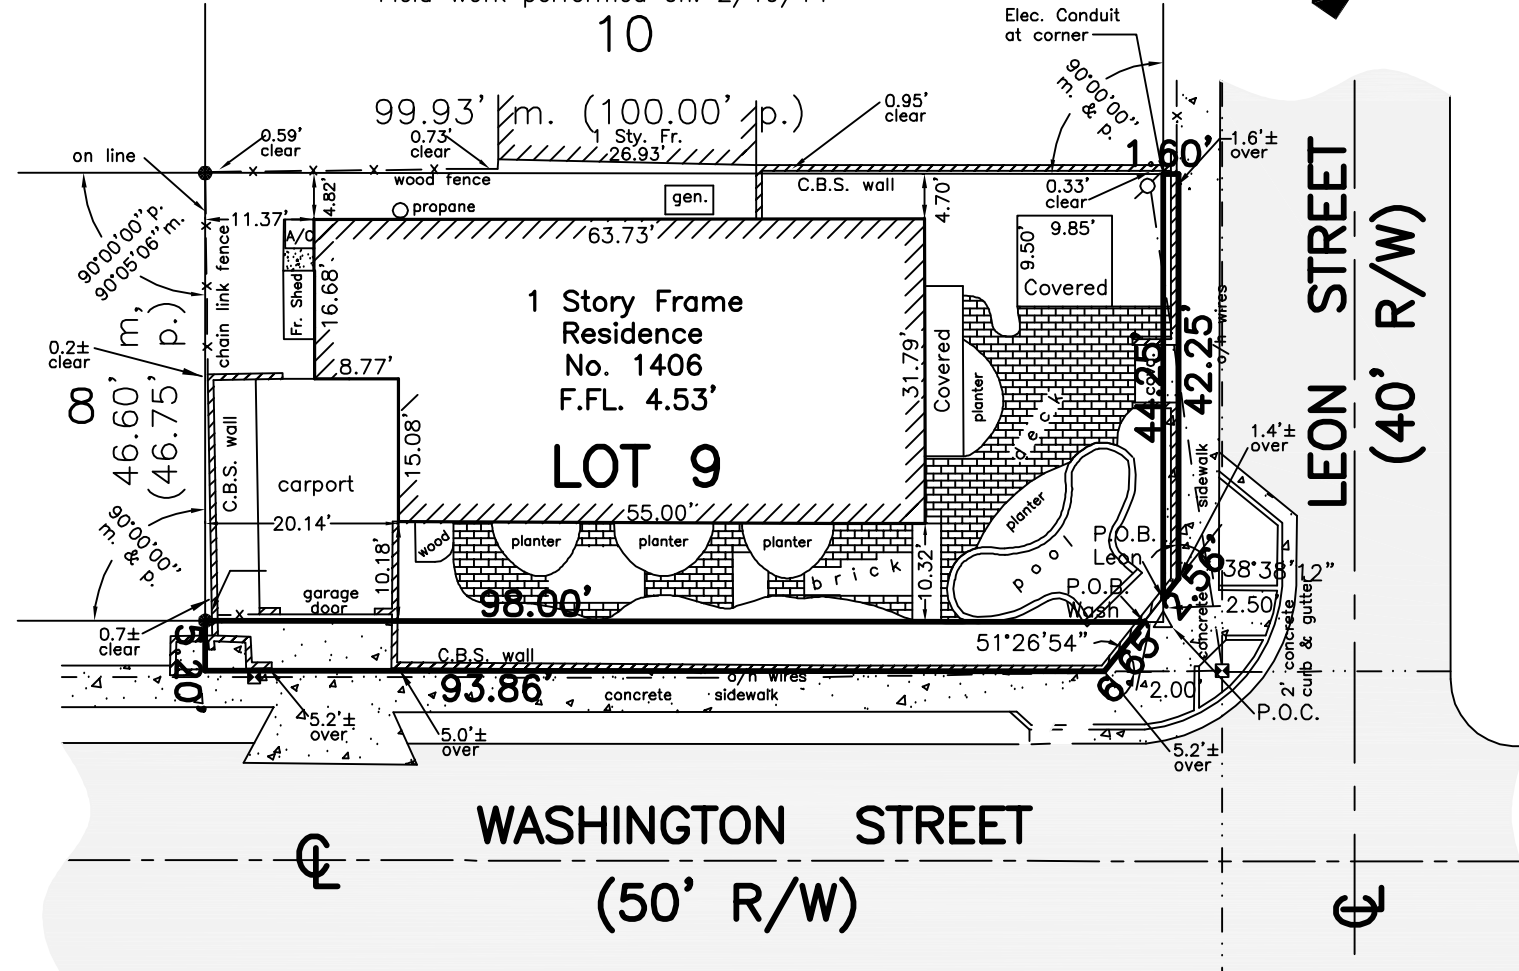 10
Elec. Conduit
at corner
99.93' m. (100.00' p.)
90°00'00"
m. & p.
0.95'
clear
0.59'
clear
0.73'
clear
1 Sty. Fr.
26.93'
1.60'
1.6'±
over
on line
wood fence
C.B.S. wall
0.33'
clear
4.82'
propane
gen.
4.70'
11.37'
A/C
63.73'
9.85'
9.50'
Covered
90°00'00" p.
90°05'06" m.
chain link fence
Fr. Shed
16.68'
1 Story Frame
Residence
No. 1406
F.FL. 4.53'
LOT 9
31.79'
Covered
planter
deck
44.25'
42.25'
o/h wires
LEON STREET
(40' R/W)
0.2±
clear
8
46.60' m,
(46.75' p.)
8.77'
C.B.S. wall
carport
15.08'
20.14'
55.00'
1.4'±
over
sidewalk
90°00'00"
m. & p.
wood
planter
planter
planter
brick
planter
pool
P.O.B.
Leon
P.O.B.
Wash
10.18'
10.32'
garage
door
98.00'
2.56'
38°38'12"
2.50'
concrete
2' concrete
curb & gutter
0.7±
clear
5.20'
C.B.S. wall
51°26'54"
6.65'
93.86'
o/h wires
concrete
sidewalk
2.00'
P.O.C.
5.2'±
over
5.0'±
over
5.2'±
over
WASHINGTON STREET
(50' R/W)